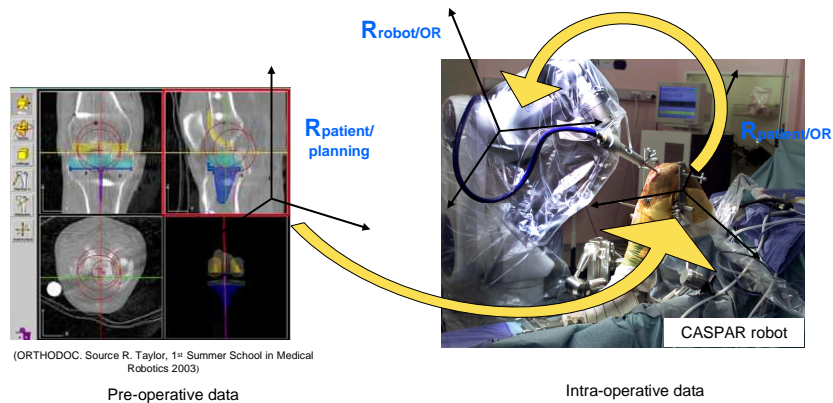 Rrobot/OR
Rpatient/
planning
Rpatient/OR
CASPAR robot
(ORTHODOC. Source R. Taylor, 1st Summer School in Medical
Robotics 2003)
Pre-operative data
Intra-operative data